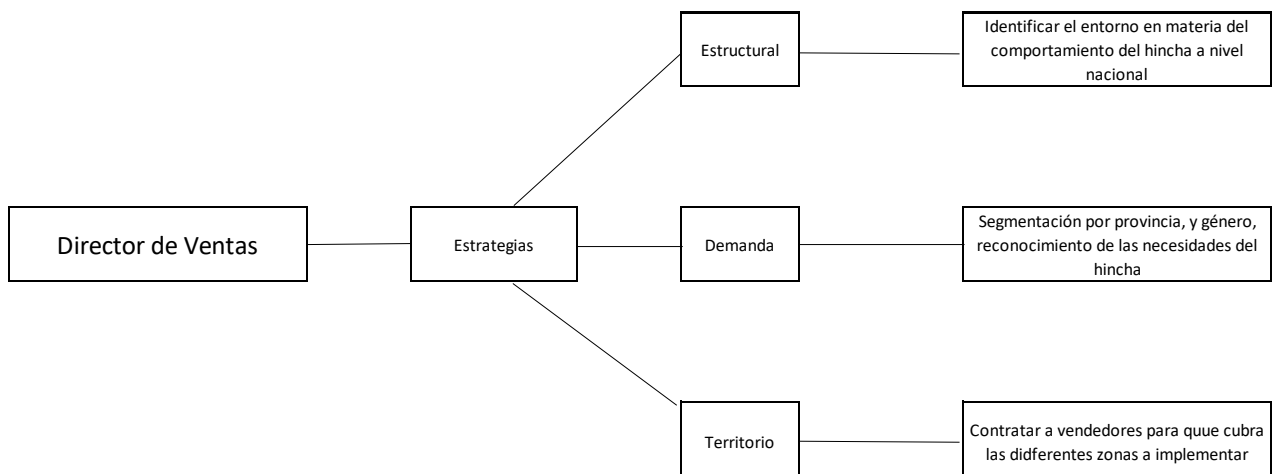 Director de Ventas
Estrategias
Estructural
Identificar el entorno en materia del
comportamiento del hincha a nivel
nacional
Demanda
Segmentación por provincia, y género,
reconocimiento de las necesidades del
hincha
Territorio
Contratar a vendedores para quue cubra
las didferentes zonas a implementar